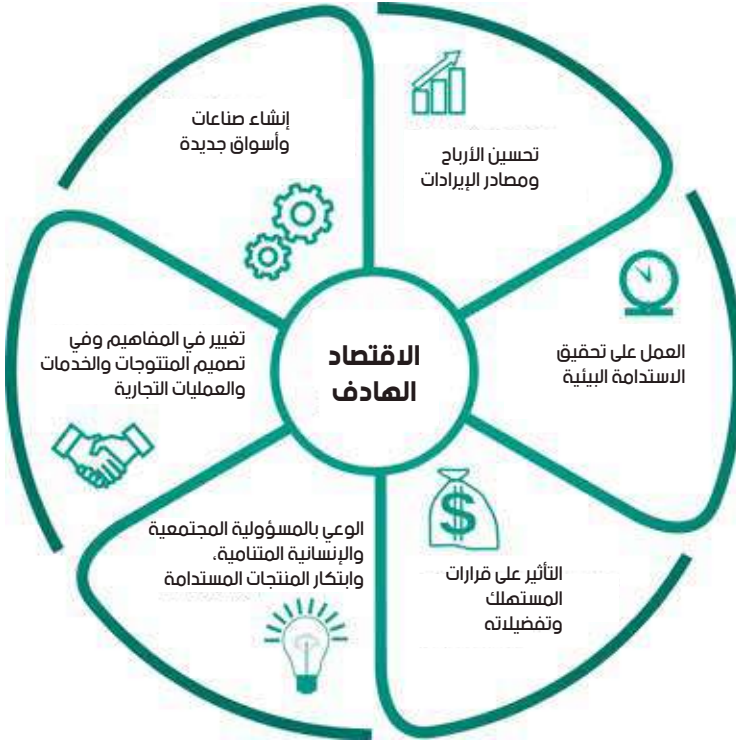 إنشاء صناعات
وأسواق جديدة
تحسين الأرباح
ومصادر الإيرادات
العمل على تحقيق
الاستدامة البيئية
التأثير على قرارات
المستهلك
وتفضيلاته
الوعي بالمسؤولية المجتمعية
والإنسانية المتنامية،
وابتكار المنتجات المستدامة
تغيير في المفاهيم وفي
تصميم المنتوجات والخدمات
والعمليات التجارية
الاقتصاد
الهادف
$